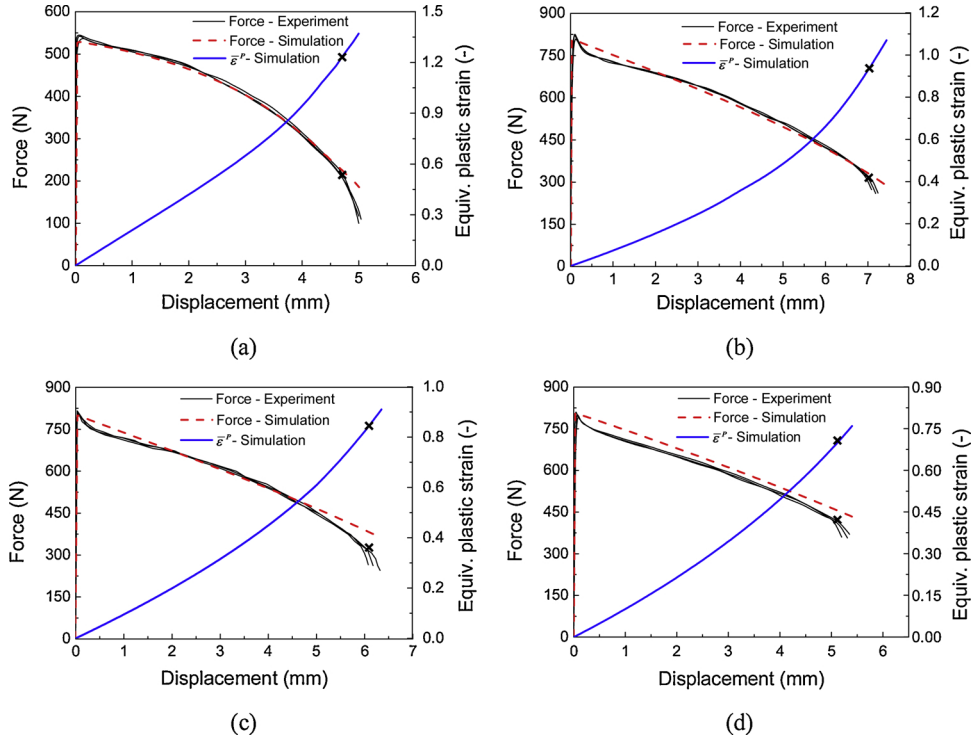 Force - Experiment
Force - Simulation
ε̄ᵖ- Simulation
Force (N)
600
550
500
400
300
200
100
0
1.5
1.2
0.9
0.6
0.3
0.0
Equiv. plastic strain (-)
0 1 2 3 4 5 6
Displacement (mm)
(a)
Force - Experiment
Force - Simulation
ε̄ᵖ- Simulation
Force (N)
900
750
600
450
300
150
0
1.2
1.0
0.8
0.6
0.4
0.2
0.0
Equiv. plastic strain (-)
0 1 2 3 4 5 6 7 8
Displacement (mm)
(b)
Force - Experiment
Force - Simulation
ε̄ᵖ- Simulation
Force (N)
900
750
600
450
300
150
0
1.0
0.8
0.6
0.4
0.2
0.0
Equiv. plastic strain (-)
0 1 2 3 4 5 6 7
Displacement (mm)
(c)
Force - Experiment
Force - Simulation
ε̄ᵖ- Simulation
Force (N)
900
750
600
450
300
150
0
0.90
0.75
0.60
0.45
0.30
0.15
0.00
Equiv. plastic strain (-)
0 1 2 3 4 5 6
Displacement (mm)
(d)